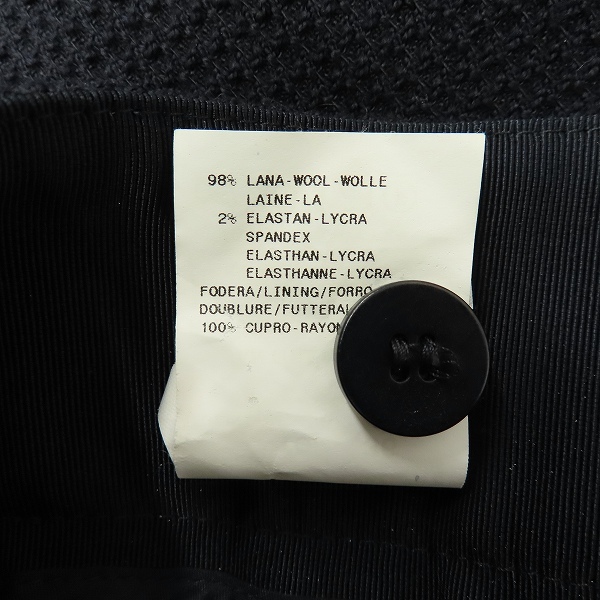 98% LANA-WOOL-WOLLE
LAINE-LA
2% ELASTAN-LYCRA
SPANDEX
ELASTHAN-LYCRA
ELASTHANNE-LYCRA
FODERA/LINING/FORRO
DOUBLURE/FUTTERAL
100% CUPRO-RAYON